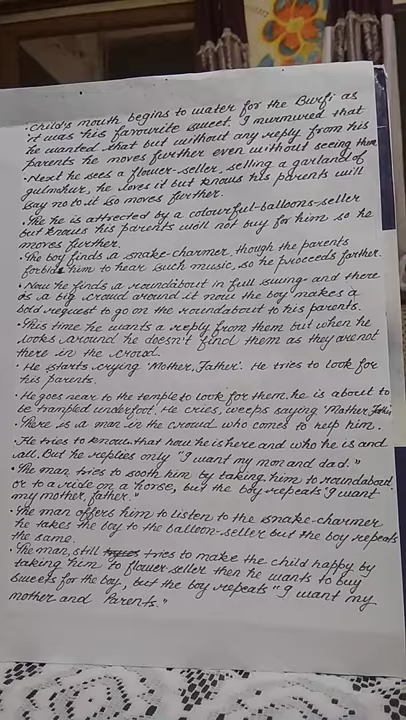 • Child's mouth begins to water for the Burfi as
it was his favourite sweet. I murmured that
he wanted that but without any reply from his
parents he moves further even without seeing them
• Next he sees a flower-seller, selling a garland of
gulmohur, he loves it but knows his parents will
say no to it so moves further.
• The he is attracted by a colourful-balloons-seller
but knows his parents will not buy for him so he
moves further.
• The boy finds a snake-charmer, though the parents
forbids him to hear such music, so he proceeds farther.
• Now he finds a roundabout in full swing and there
is a big crowd around it now the boy makes a
bold request to go on the roundabout to his parents.
• This time he wants a reply from them but when he
looks around he doesn't find them as they are not
there in the crowd.
• He starts crying 'Mother, Father'. He tries to look for
his parents.
• He goes near to the temple to look for them, he is about to
be trampled underfoot. He cries, weeps saying 'Mother, Father
• There is a man in the crowd who comes to help him.
• He tries to know that how he is here and who he is and
all. But he replies only "I want my mom and dad."
• The man tries to sooth him by taking him to roundabout
or to a ride on a horse, but the boy repeats 'I want
my mother, father."
• The man offers him to listen to the snake-charmer
he takes the boy to the balloon-seller but the boy repeats
the same.
• The man, still tries to make the child happy by
taking him to flower seller then he wants to buy
sweets for the boy, but the boy repeats "I want my
mother and Parents."